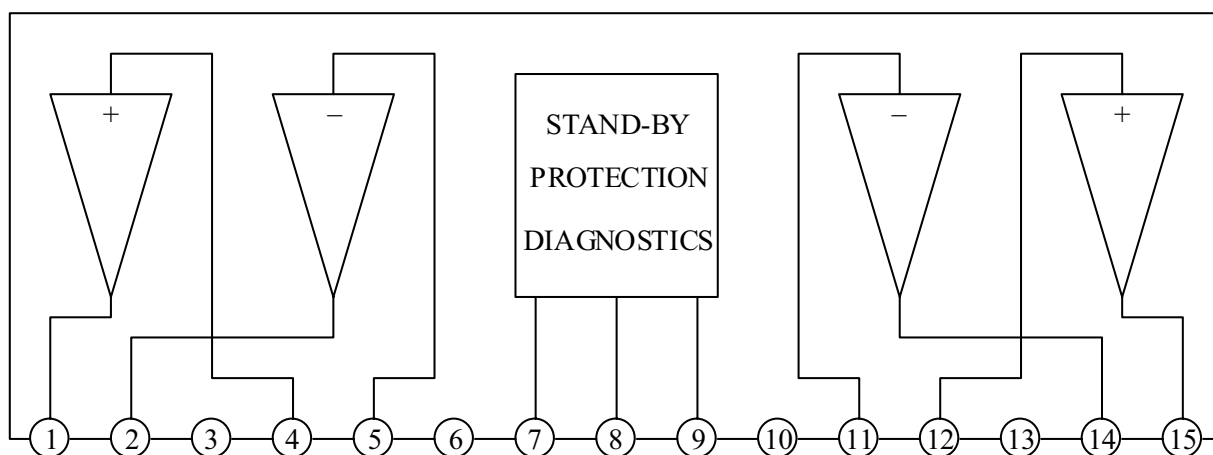 + − − +
STAND-BY
PROTECTION
DIAGNOSTICS
1 2 3 4 5 6 7 8 9 10 11 12 13 14 15